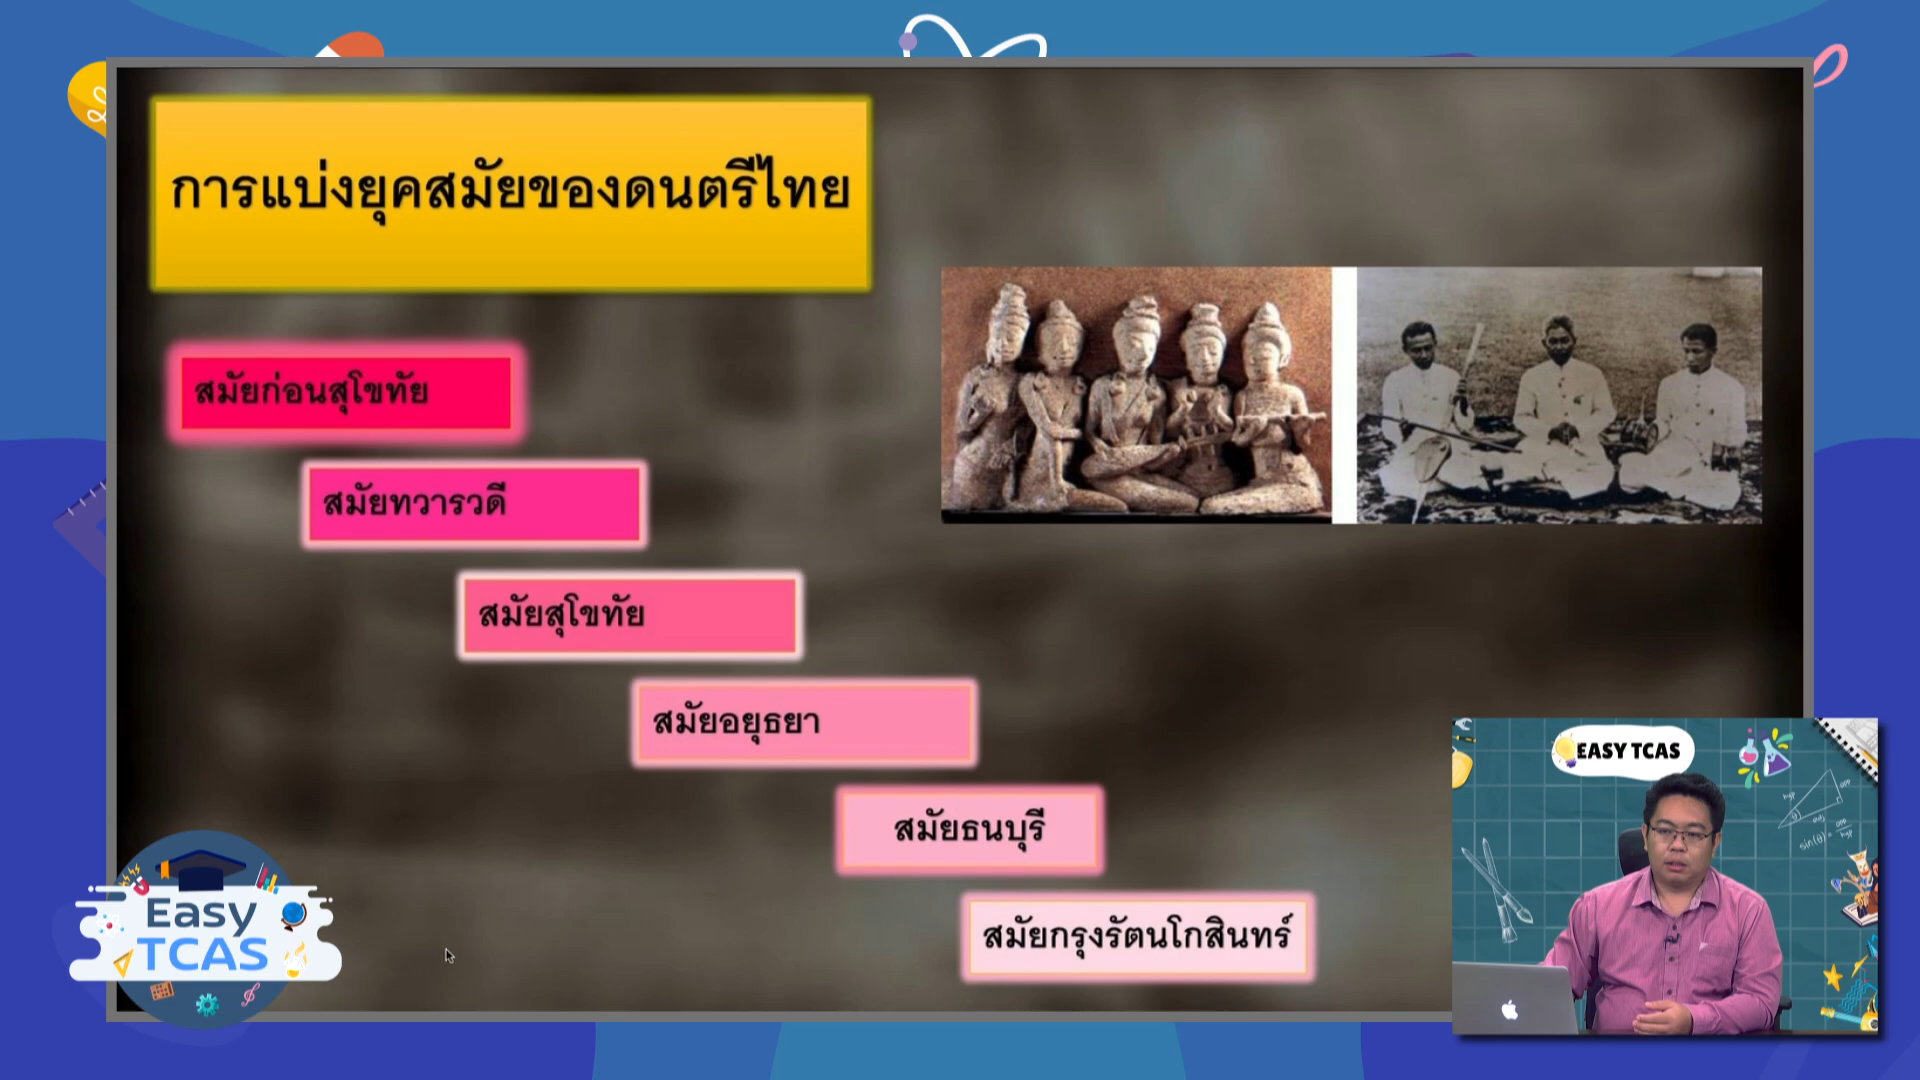 การแบ่งยุคสมัยของดนตรีไทย
สมัยก่อนสุโขทัย
สมัยทวารวดี
สมัยสุโขทัย
สมัยอยุธยา
สมัยธนบุรี
สมัยกรุงรัตนโกสินทร์
EASY TCAS
Easy
TCAS